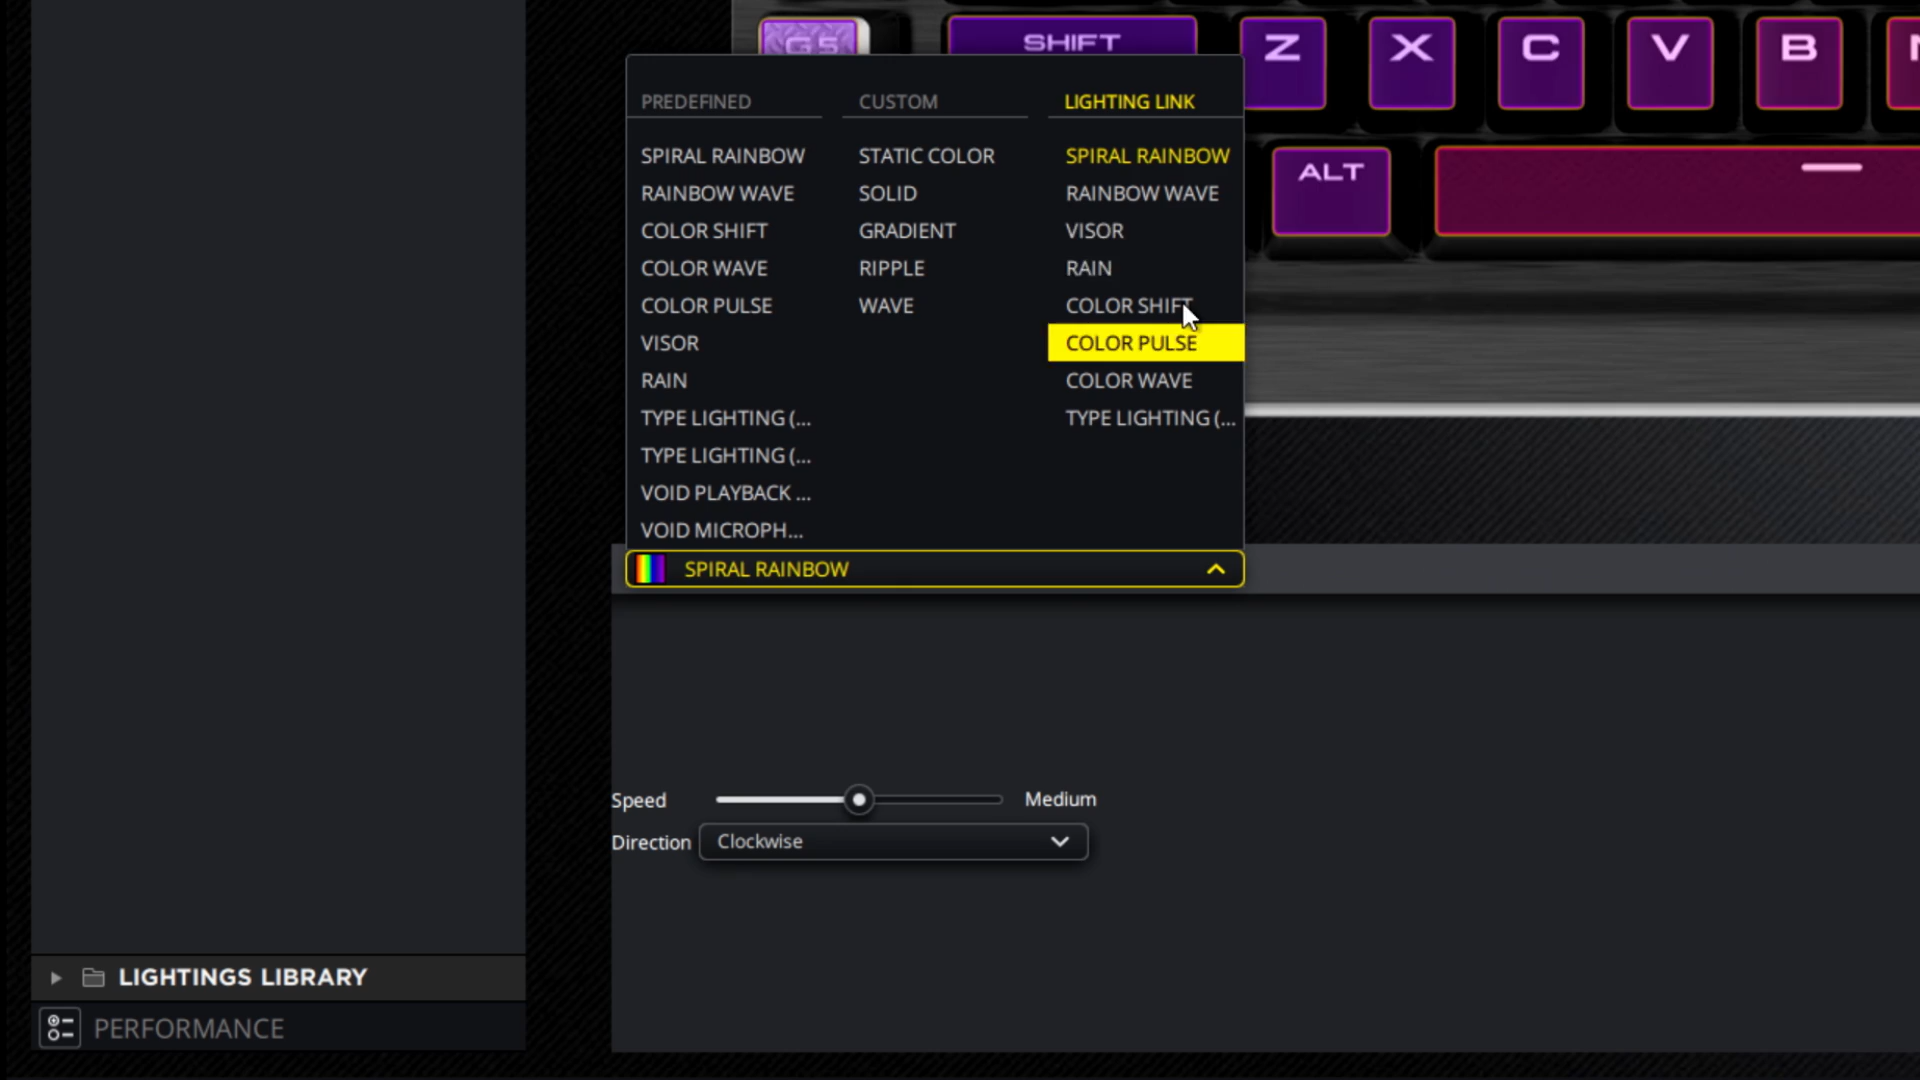 G5 SHIFT Z X C V B
ALT
PREDEFINED
SPIRAL RAINBOW
RAINBOW WAVE
COLOR SHIFT
COLOR WAVE
COLOR PULSE
VISOR
RAIN
TYPE LIGHTING (...
TYPE LIGHTING (...
VOID PLAYBACK ...
VOID MICROPH...
CUSTOM
STATIC COLOR
SOLID
GRADIENT
RIPPLE
WAVE
LIGHTING LINK
SPIRAL RAINBOW
RAINBOW WAVE
VISOR
RAIN
COLOR SHIFT
COLOR PULSE
COLOR WAVE
TYPE LIGHTING (...
SPIRAL RAINBOW
Speed Medium
Direction Clockwise
LIGHTINGS LIBRARY
PERFORMANCE